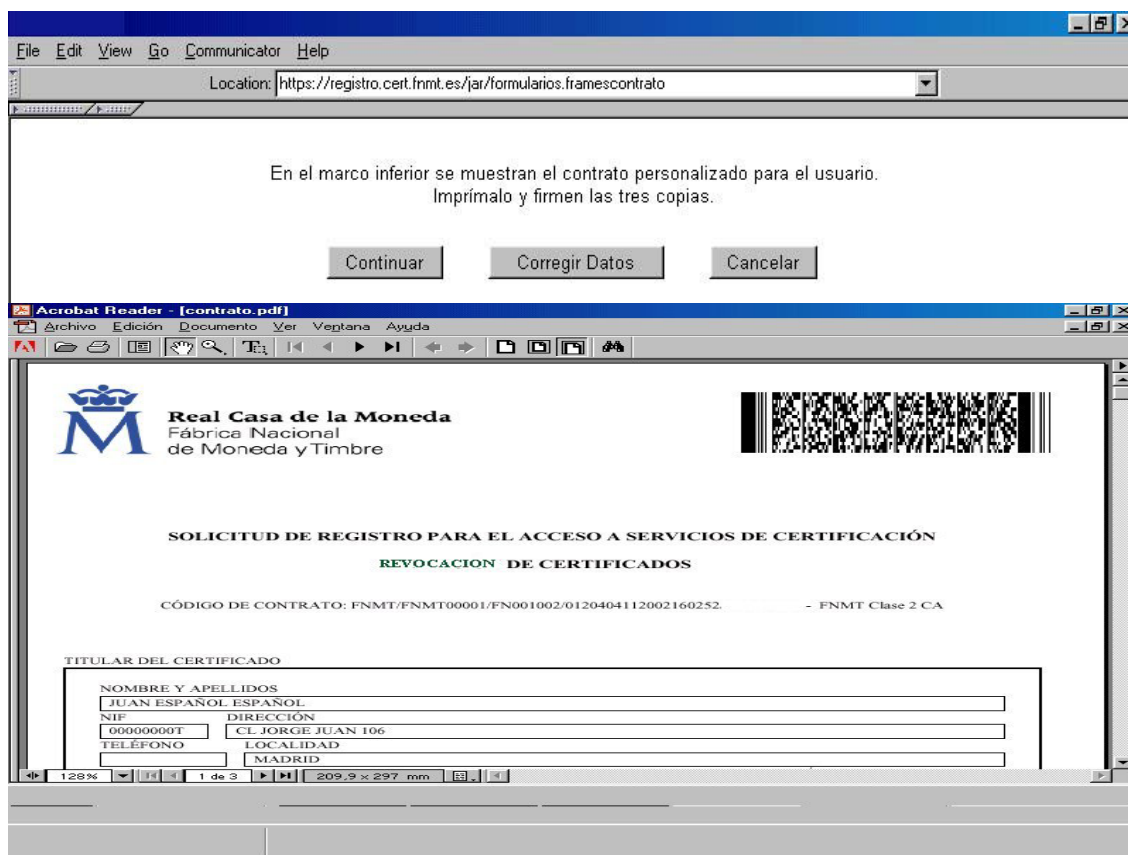 File Edit View Go Communicator Help
Location: https://registro.cert.fnmt.es/jar/formularios.framescontrato
En el marco inferior se muestran el contrato personalizado para el usuario.
Imprímalo y firmen las tres copias.
Continuar Corregir Datos Cancelar
Acrobat Reader - [contrato.pdf]
Archivo Edición Documento Ver Ventana Ayuda
Real Casa de la Moneda
Fábrica Nacional
de Moneda y Timbre
SOLICITUD DE REGISTRO PARA EL ACCESO A SERVICIOS DE CERTIFICACIÓN
REVOCACION DE CERTIFICADOS
CÓDIGO DE CONTRATO: FNMT/FNMT00001/FN001002/0120404112002160252. - FNMT Clase 2 CA
TITULAR DEL CERTIFICADO
NOMBRE Y APELLIDOS
JUAN ESPAÑOL ESPAÑOL
NIF DIRECCIÓN
00000000T CL JORGE JUAN 106
TELÉFONO LOCALIDAD
MADRID
128% 1 de 3 209,9 × 297 mm